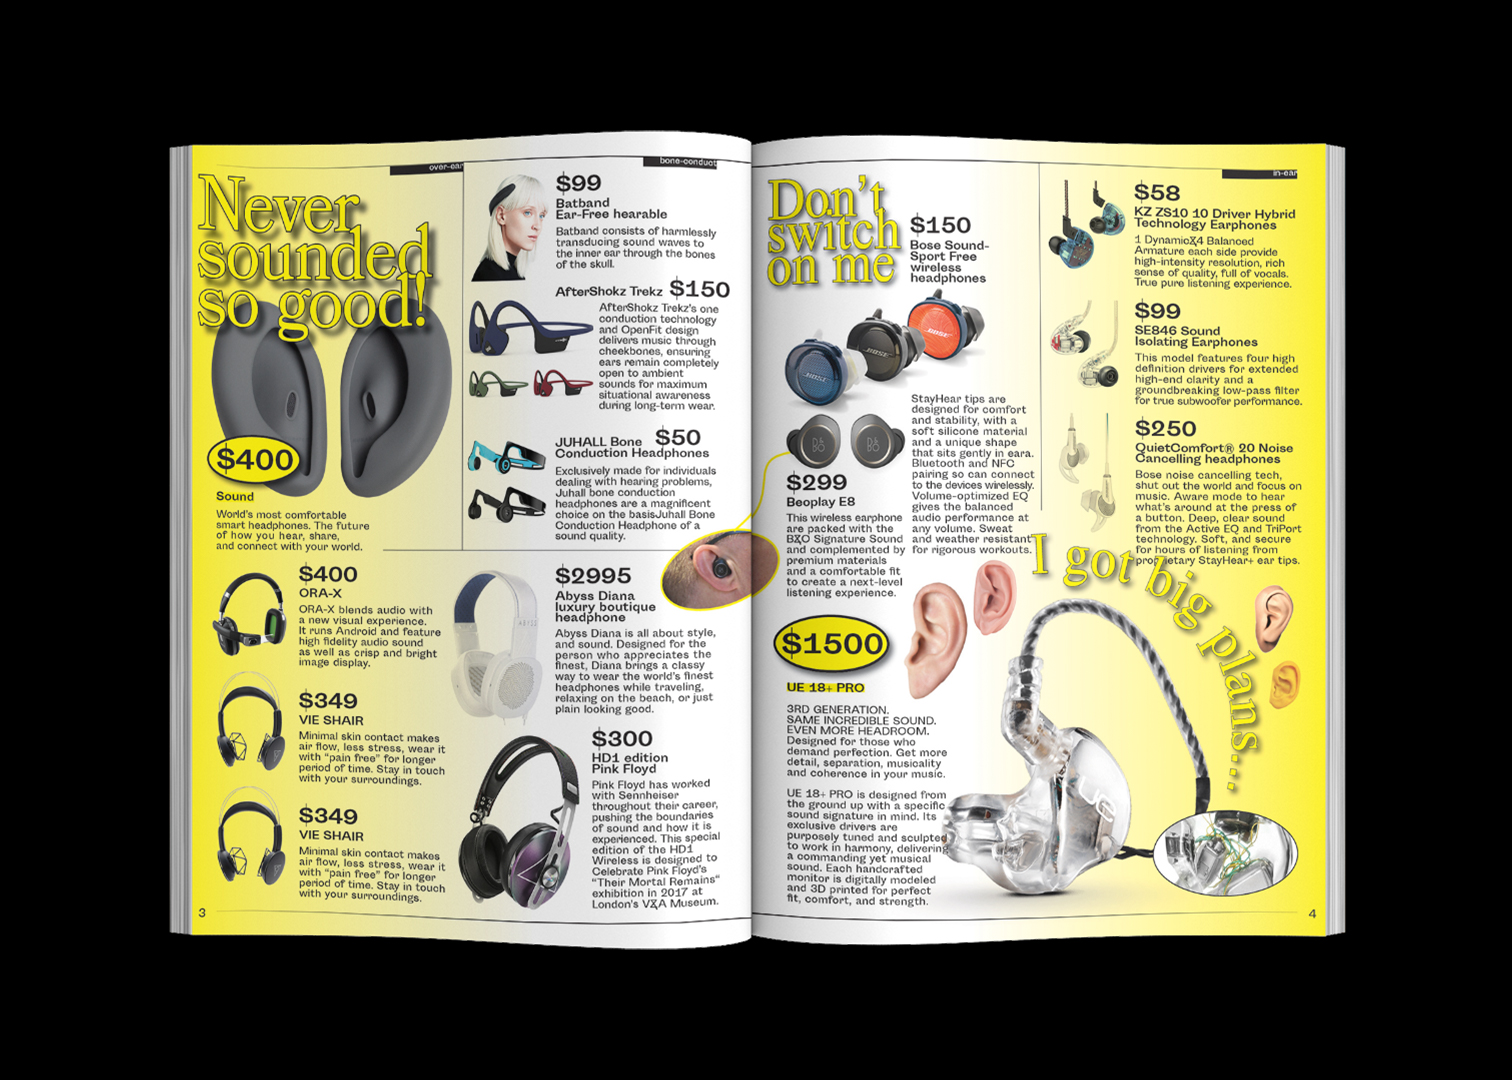 over-ear
Never
sounded
so good!
$400
Sound
World's most comfortable
smart headphones. The future
of how you hear, share,
and connect with your world.
$400
ORA-X
ORA-X blends audio with
a new visual experience.
It runs Android and feature
high fidelity audio sound
as well as crisp and bright
image display.
$349
VIE SHAIR
Minimal skin contact makes
air flow, less stress, wear it
with "pain free" for longer
period of time. Stay in touch
with your surroundings.
$349
VIE SHAIR
Minimal skin contact makes
air flow, less stress, wear it
with "pain free" for longer
period of time. Stay in touch
with your surroundings.
3
bone-conduct
$99
Batband
Ear-Free hearable
Batband consists of harmlessly
transducing sound waves to
the inner ear through the bones
of the skull.
AfterShokz Trekz $150
AfterShokz Trekz's one
conduction technology
and OpenFit design
delivers music through
cheekbones, ensuring
ears remain completely
open to ambient
sounds for maximum
situational awareness
during long-term wear.
JUHALL Bone $50
Conduction Headphones
Exclusively made for individuals
dealing with hearing problems,
Juhall bone conduction
headphones are a magnificent
choice on the basisJuhall Bone
Conduction Headphone of a
sound quality.
$2995
Abyss Diana
luxury boutique
headphone
Abyss Diana is all about style,
and sound. Designed for the
person who appreciates the
finest, Diana brings a classy
way to wear the world's finest
headphones while traveling,
relaxing on the beach, or just
plain looking good.
ABYSS
$300
HD1 edition
Pink Floyd
Pink Floyd has worked
with Sennheiser
throughout their career,
pushing the boundaries
of sound and how it is
experienced. This special
edition of the HD1
Wireless is designed to
Celebrate Pink Floyd's
"Their Mortal Remains"
exhibition in 2017 at
London's V&A Museum.
Don't
switch
on me
$150
Bose Sound-
Sport Free
wireless
headphones
BOSE
BOSE
BOSE
StayHear tips are
designed for comfort
and stability, with a
soft silicone material
and a unique shape
that sits gently in eara.
Bluetooth and NFC
pairing so can connect
to the devices wirelessly.
Volume-optimized EQ
gives the balanced
audio performance at
any volume. Sweat
and weather resistant
for rigorous workouts.
$299
Beoplay E8
This wireless earphone
are packed with the
B&O Signature Sound
and complemented by
premium materials
and a comfortable fit
to create a next-level
listening experience.
$1500
UE 18+ PRO
3RD GENERATION.
SAME INCREDIBLE SOUND.
EVEN MORE HEADROOM.
Designed for those who
demand perfection. Get more
detail, separation, musicality
and coherence in your music.
UE 18+ PRO is designed from
the ground up with a specific
sound signature in mind. Its
exclusive drivers are
purposely tuned and sculpted
to work in harmony, delivering
a commanding yet musical
sound. Each handcrafted
monitor is digitally modeled
and 3D printed for perfect
fit, comfort, and strength.
in-ear
$58
KZ ZS10 10 Driver Hybrid
Technology Earphones
1 Dynamic&4 Balanced
Armature each side provide
high-intensity resolution, rich
sense of quality, full of vocals.
True pure listening experience.
$99
SE846 Sound
Isolating Earphones
This model features four high
definition drivers for extended
high-end clarity and a
groundbreaking low-pass filter
for true subwoofer performance.
$250
QuietComfort® 20 Noise
Cancelling headphones
Bose noise cancelling tech,
shut out the world and focus on
music. Aware mode to hear
what's around at the press of
a button. Deep, clear sound
from the Active EQ and TriPort
technology. Soft, and secure
for hours of listening from
proprietary StayHear+ ear tips.
I got big plans...
ue
4